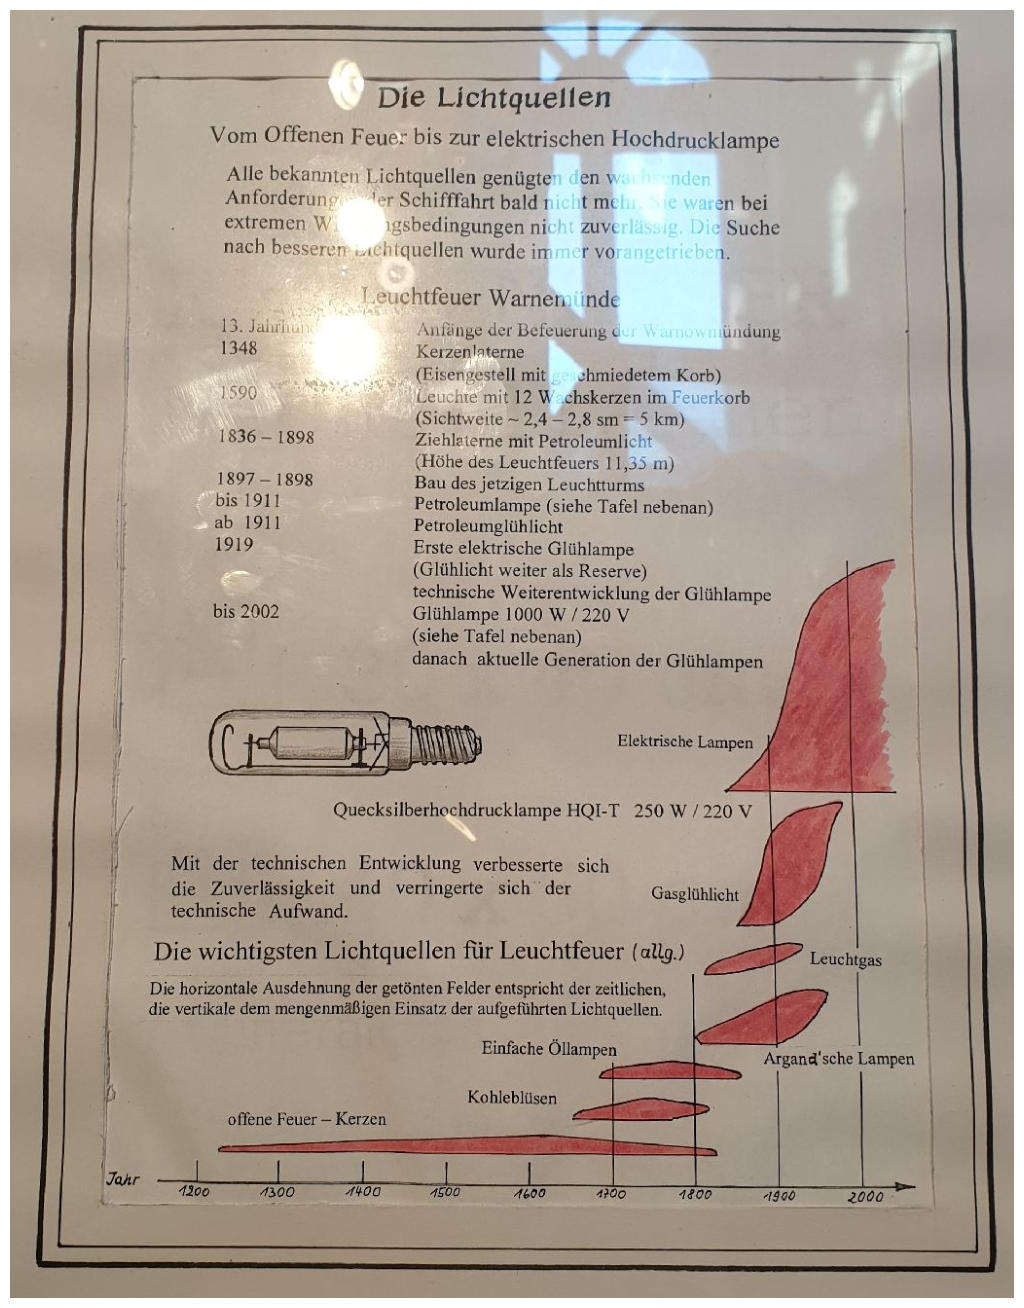 Die Lichtquellen
Vom Offenen Feuer bis zur elektrischen Hochdrucklampe
Alle bekannten Lichtquellen genügten den wachsenden
der Schifffahrt bald nicht mehr. Sie waren bei
extremen nicht zuverlässig. Die Suche
nach besseren Lichtquellen wurde immer vorangetrieben.
Leuchtfeuer Warnemünde
13. Anfänge der Befeuerung der Warnowmündung
1348 Kerzenlaterne
(Eisengestell mit geschmiedetem Korb)
1590 Leuchte mit 12 Wachskerzen im Feuerkorb
(Sichtweite ~ 2,4 – 2,8 sm = 5 km)
1836 – 1898 Ziehlaterne mit Petroleumlicht
(Höhe des Leuchtfeuers 11,35 m)
1897 – 1898 Bau des jetzigen Leuchtturms
bis 1911 Petroleumlampe (siehe Tafel nebenan)
ab 1911 Petroleumglühlicht
1919 Erste elektrische Glühlampe
(Glühlicht weiter als Reserve)
technische Weiterentwicklung der Glühlampe
bis 2002 Glühlampe 1000 W / 220 V
(siehe Tafel nebenan)
danach aktuelle Generation der Glühlampen
Elektrische Lampen
Quecksilberhochdrucklampe HQI-T 250 W / 220 V
Mit der technischen Entwicklung verbesserte sich
die Zuverlässigkeit und verringerte sich der
technische Aufwand.
Gasglühlicht
Die wichtigsten Lichtquellen für Leuchtfeuer (allg.)
Leuchtgas
Die horizontale Ausdehnung der getönten Felder entspricht der zeitlichen,
die vertikale dem mengenmäßigen Einsatz der aufgeführten Lichtquellen.
Einfache Öllampen
Argand'sche Lampen
Kohleblüsen
offene Feuer – Kerzen
Jahr 1200 1300 1400 1500 1600 1700 1800 1900 2000